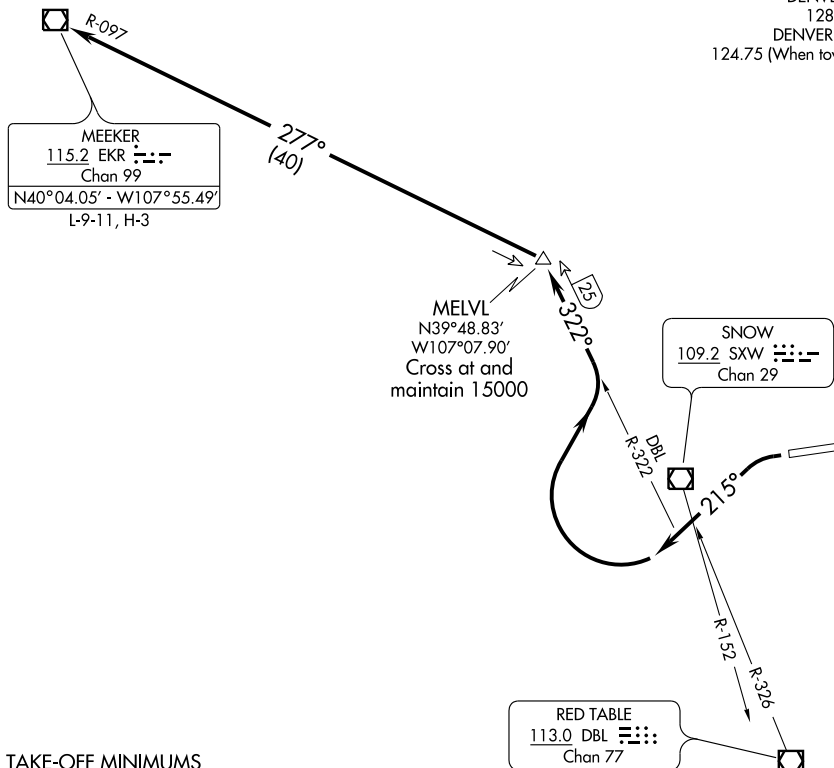 DENVE
128
DENVER
124.75 (When tow
R-097
277°
(40)
MEEKER
115.2 EKR
Chan 99
N40°04.05’ - W107°55.49’
L-9-11, H-3
25
322°
MELVL
N39°48.83’
W107°07.90’
Cross at and
maintain 15000
SNOW
109.2 SXW
Chan 29
DBL
R-322
215°
R-152
R-326
RED TABLE
113.0 DBL
Chan 77
TAKE-OFF MINIMUMS